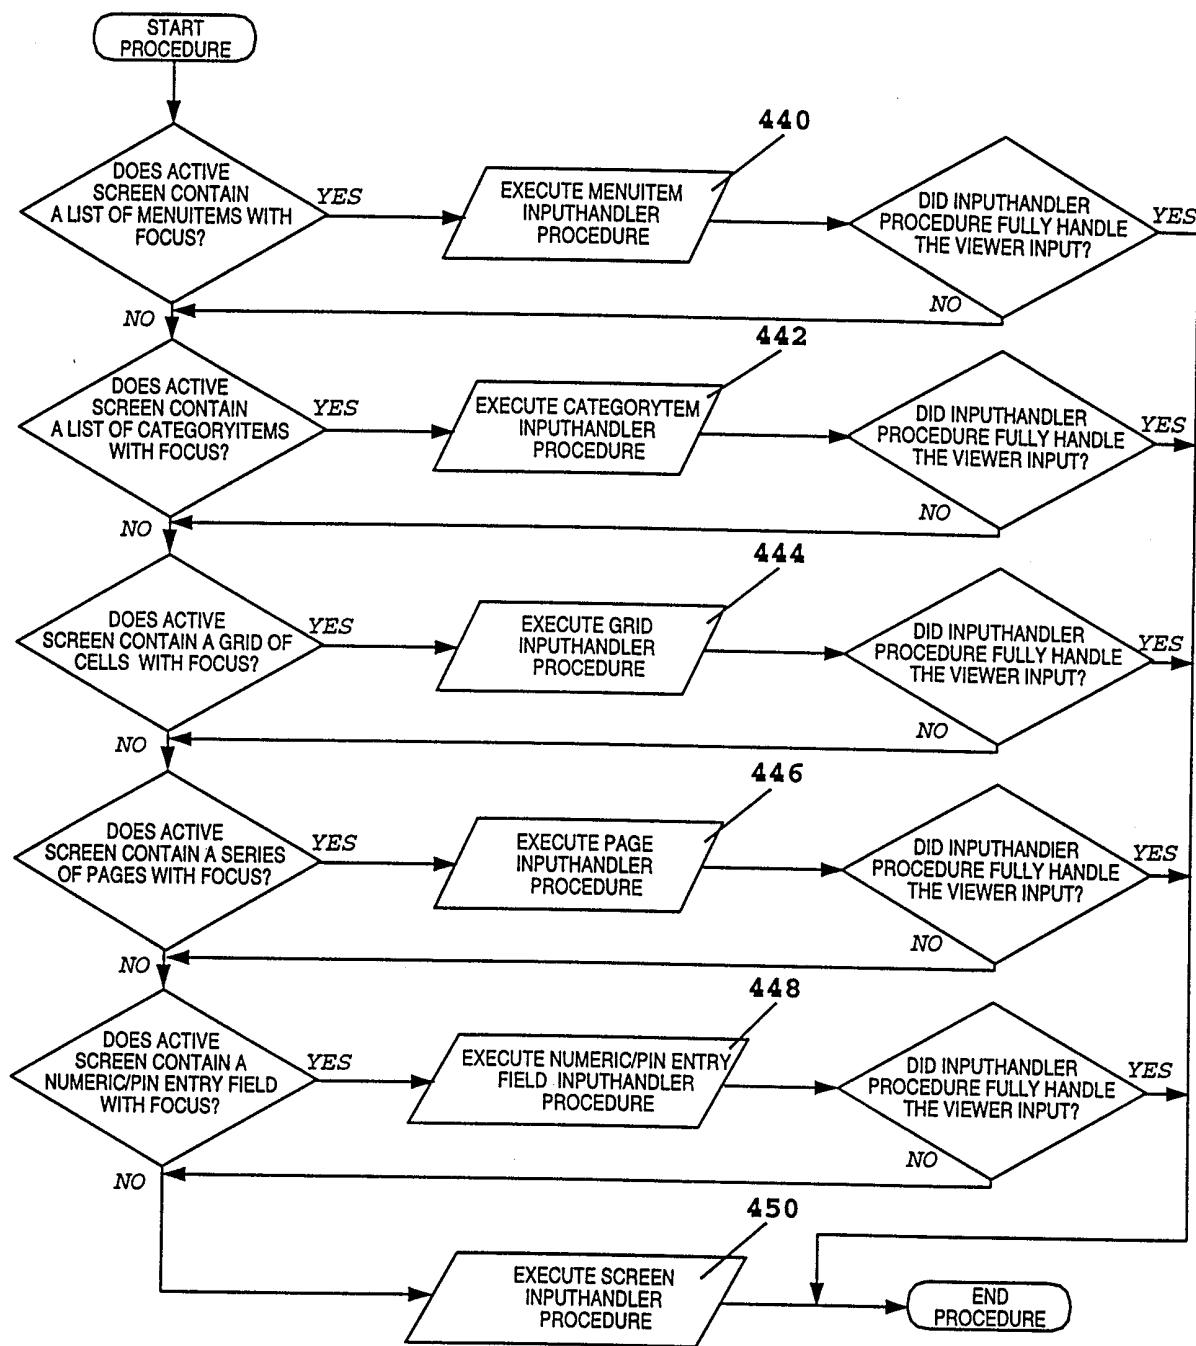 START
PROCEDURE
440
DOES ACTIVE
SCREEN CONTAIN
A LIST OF MENUITEMS WITH
FOCUS?
YES
EXECUTE MENUITEM
INPUTHANDLER
PROCEDURE
DID INPUTHANDLER
PROCEDURE FULLY HANDLE
THE VIEWER INPUT?
YES
NO
NO
442
DOES ACTIVE
SCREEN CONTAIN
A LIST OF CATEGORYITEMS
WITH FOCUS?
YES
EXECUTE CATEGORYTEM
INPUTHANDLER
PROCEDURE
DID INPUTHANDLER
PROCEDURE FULLY HANDLE
THE VIEWER INPUT?
YES
NO
NO
444
DOES ACTIVE
SCREEN CONTAIN A GRID OF
CELLS WITH FOCUS?
YES
EXECUTE GRID
INPUTHANDLER
PROCEDURE
DID INPUTHANDLER
PROCEDURE FULLY HANDLE
THE VIEWER INPUT?
YES
NO
NO
446
DOES ACTIVE
SCREEN CONTAIN A SERIES
OF PAGES WITH FOCUS?
YES
EXECUTE PAGE
INPUTHANDLER
PROCEDURE
DID INPUTHANDIER
PROCEDURE FULLY HANDLE
THE VIEWER INPUT?
YES
NO
NO
448
DOES ACTIVE
SCREEN CONTAIN A
NUMERIC/PIN ENTRY FIELD
WITH FOCUS?
YES
EXECUTE NUMERIC/PIN ENTRY
FIELD INPUTHANDLER
PROCEDURE
DID INPUTHANDLER
PROCEDURE FULLY HANDLE
THE VIEWER INPUT?
YES
NO
NO
450
EXECUTE SCREEN
INPUTHANDLER
PROCEDURE
END
PROCEDURE